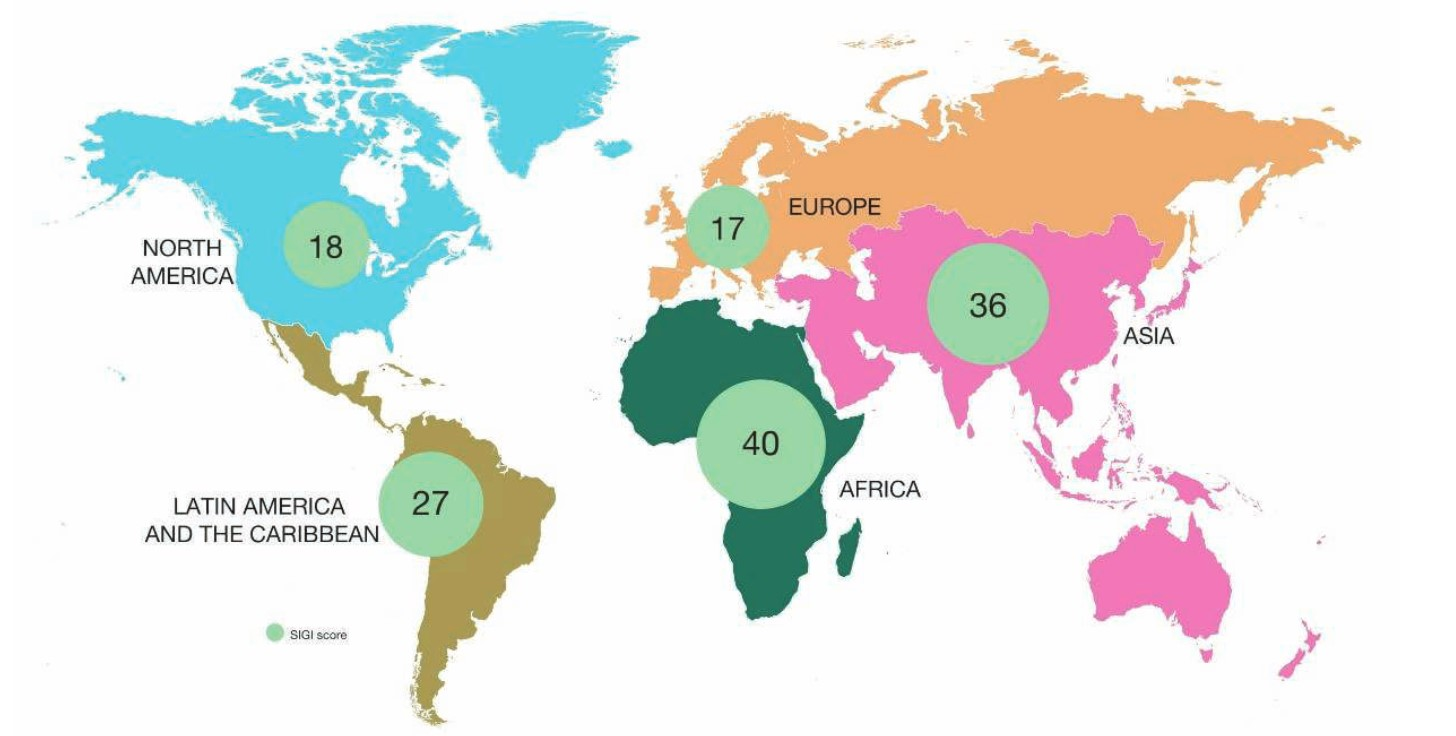 18
NORTH
AMERICA
17
EUROPE
36
ASIA
40
AFRICA
27
LATIN AMERICA
AND THE CARIBBEAN
SIGI score